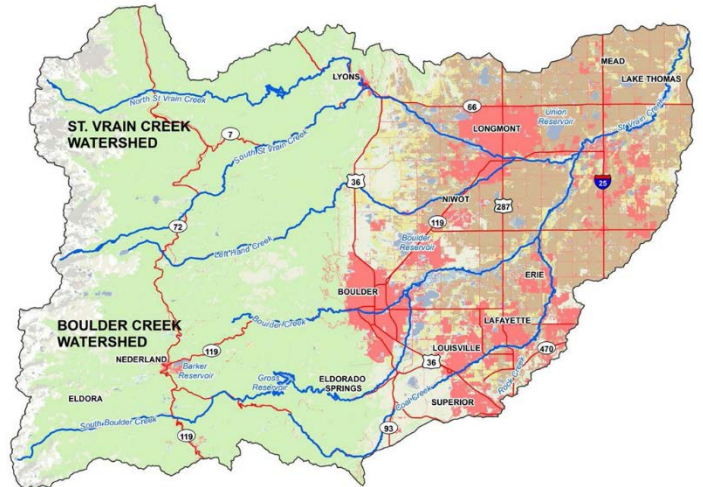 MEAD
LAKE THOMAS
LYONS
North St Vrain Creek
66
Union
Reservoir
St. Vrain Creek
ST. VRAIN CREEK
WATERSHED
7
LONGMONT
South St Vrain Creek
36
25
NIWOT
287
72
119
Left Hand Creek
Boulder
Reservoir
ERIE
BOULDER
BOULDER CREEK
WATERSHED
Boulder Creek
LAFAYETTE
NEDERLAND
119
LOUISVILLE
470
36
Barker
Reservoir
Gross
Reservoir
ELDORADO
SPRINGS
Coal Creek
Rock Creek
ELDORA
SUPERIOR
South Boulder Creek
93
119